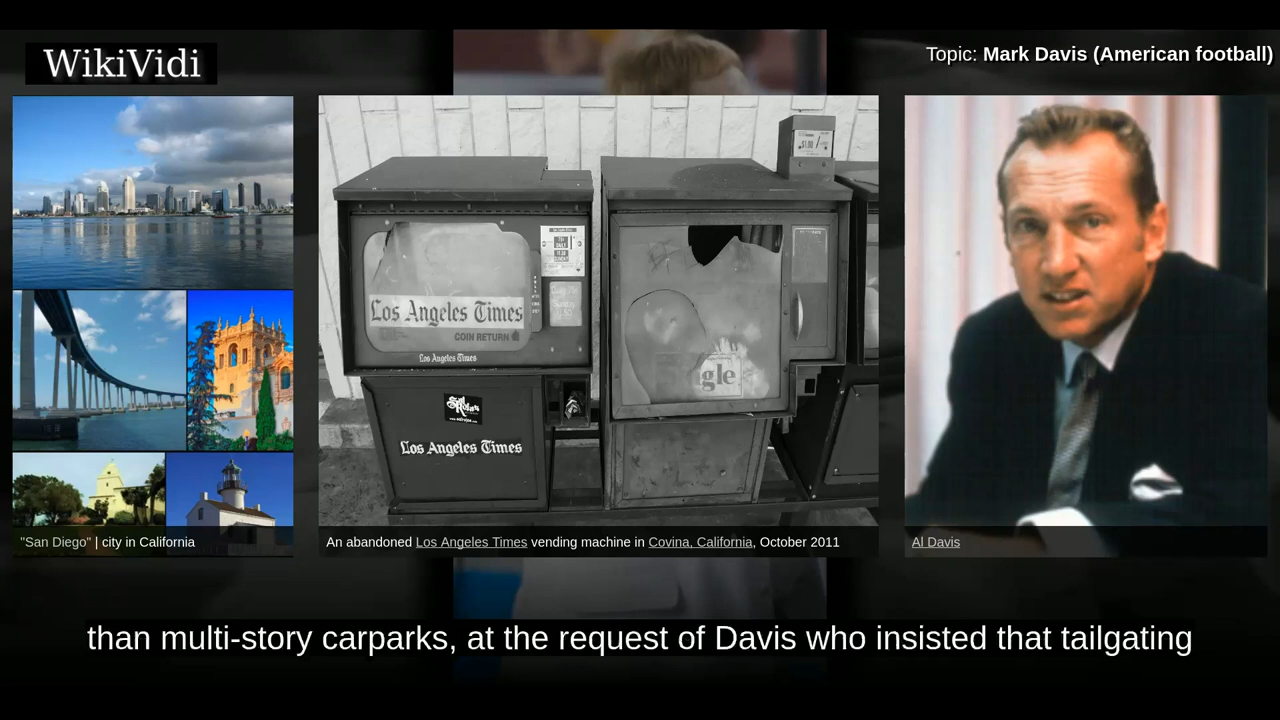 WikiVidi
Topic: Mark Davis (American football)
Los Angeles Times
COIN RETURN
Los Angeles Times
Los Angeles Times
gle
$1.00
"San Diego" | city in California
An abandoned Los Angeles Times vending machine in Covina, California, October 2011
Al Davis
than multi-story carparks, at the request of Davis who insisted that tailgating